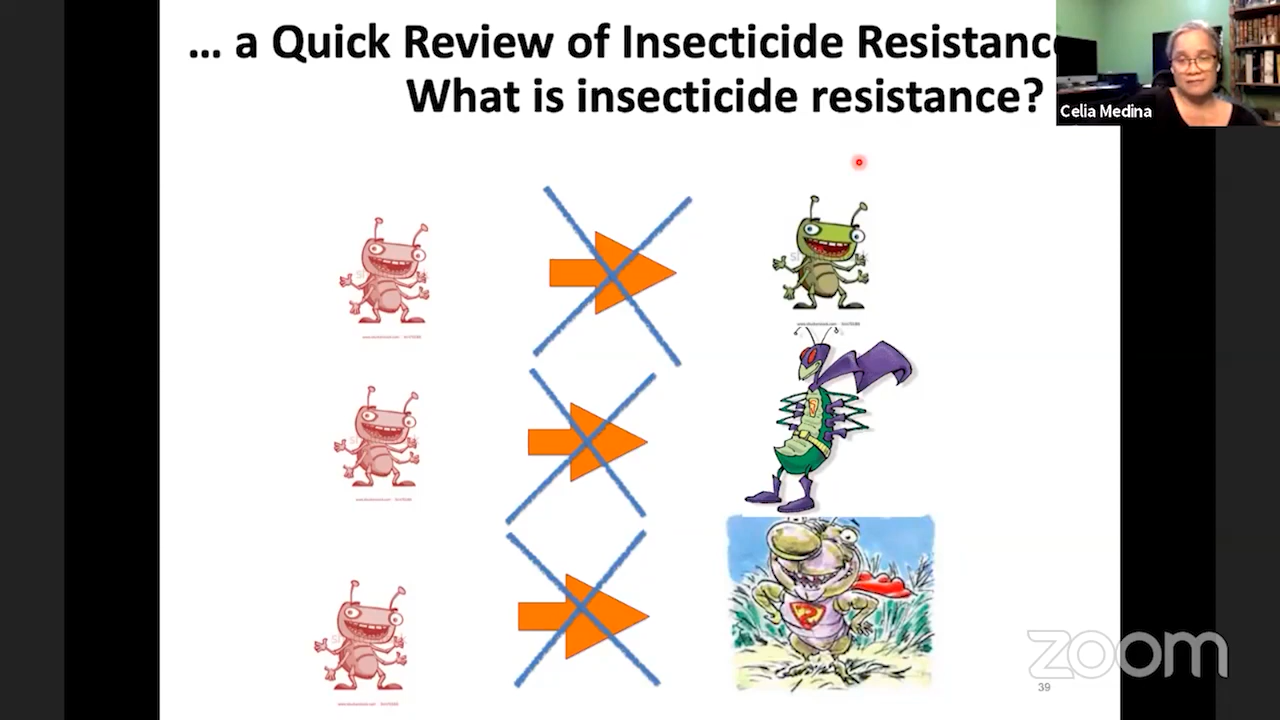 ... a Quick Review of Insecticide Resistanc
What is insecticide resistance?
Celia Medina
zoom
39